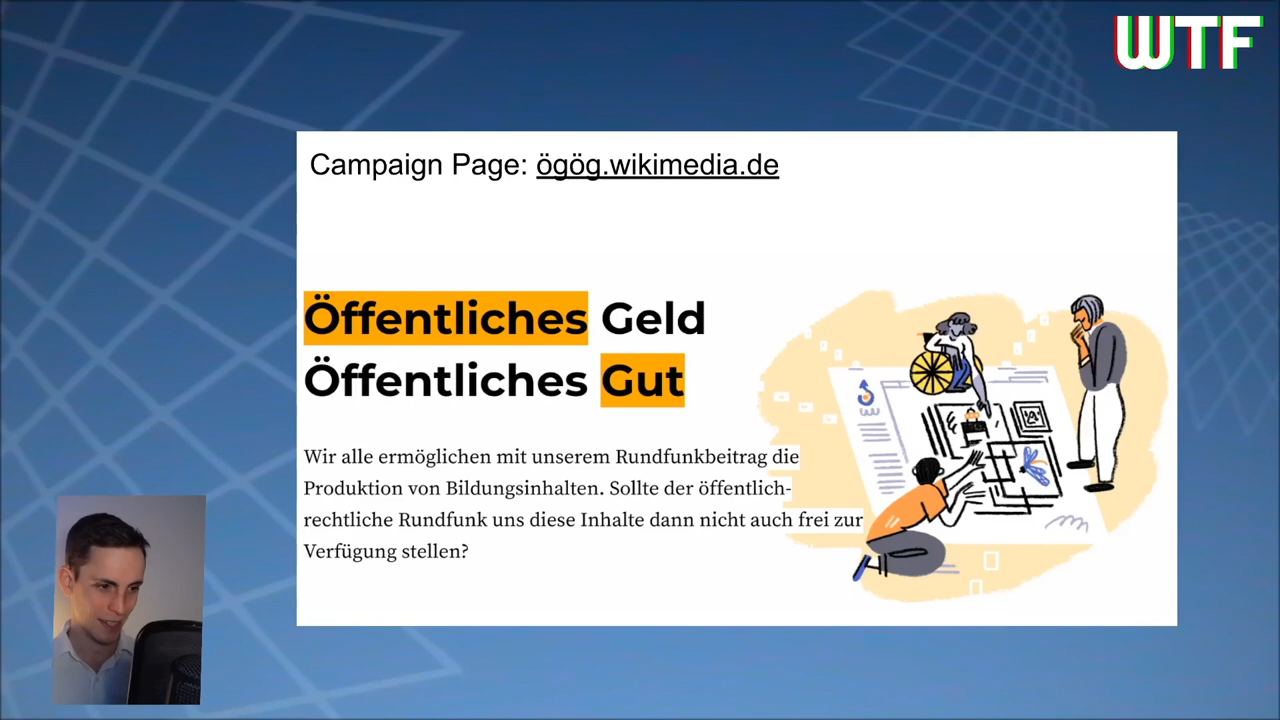 WTF
Campaign Page: ögög.wikimedia.de
Öffentliches Geld
Öffentliches Gut
Wir alle ermöglichen mit unserem Rundfunkbeitrag die
Produktion von Bildungsinhalten. Sollte der öffentlich-
rechtliche Rundfunk uns diese Inhalte dann nicht auch frei zur
Verfügung stellen?